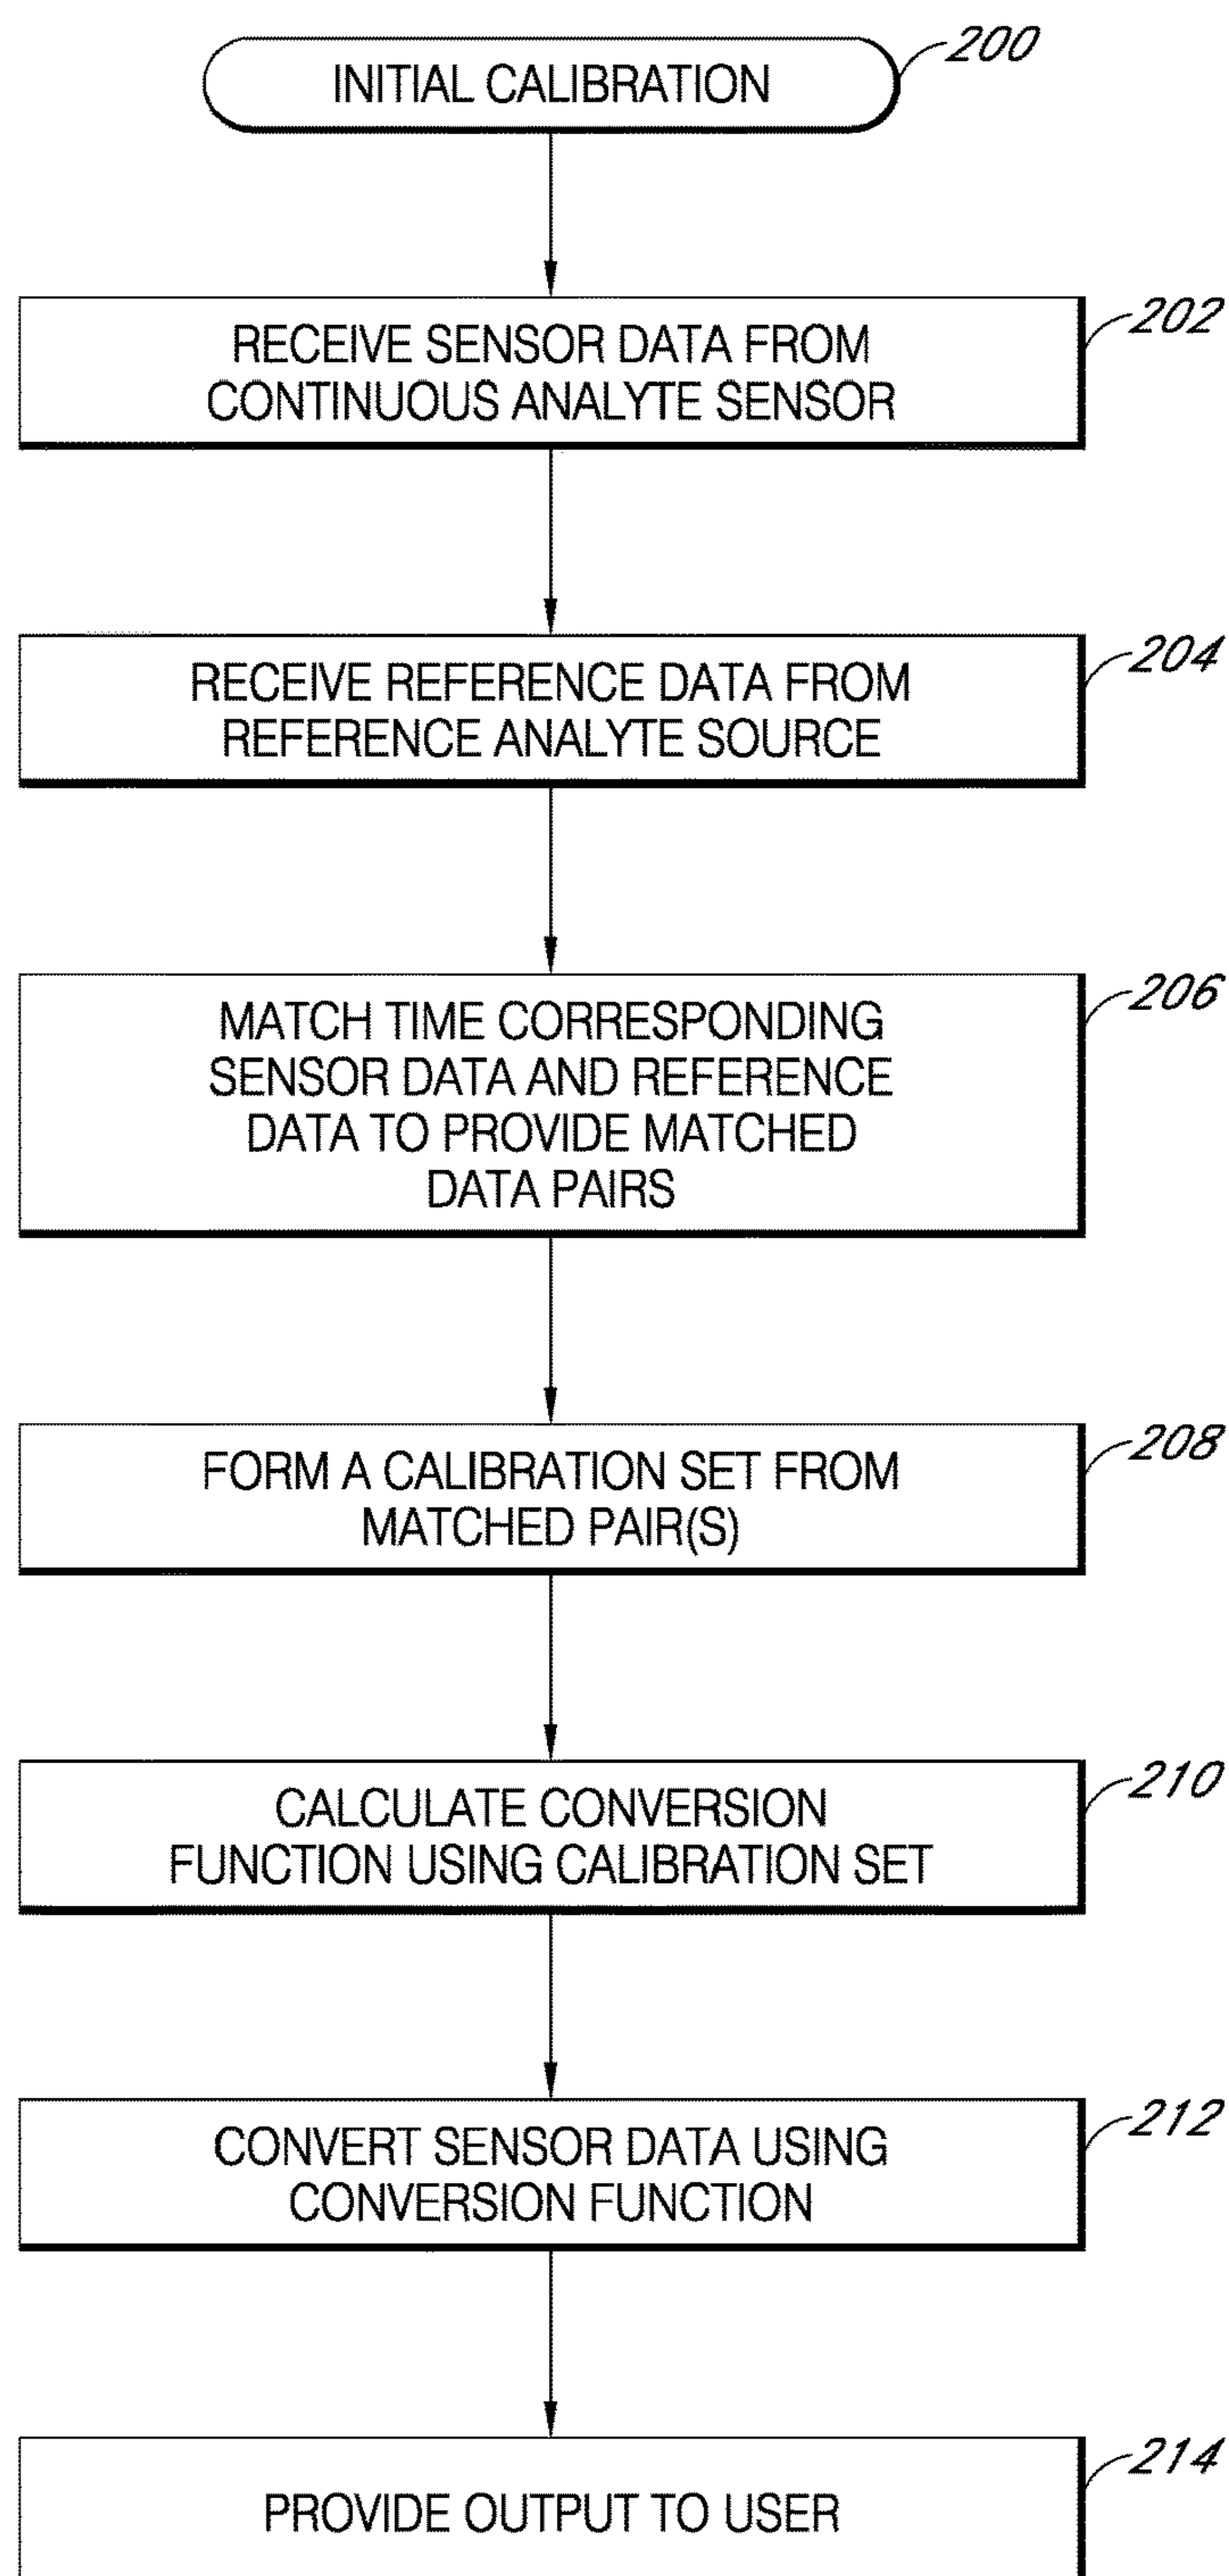 INITIAL CALIBRATION
200
RECEIVE SENSOR DATA FROM
CONTINUOUS ANALYTE SENSOR
202
RECEIVE REFERENCE DATA FROM
REFERENCE ANALYTE SOURCE
204
MATCH TIME CORRESPONDING
SENSOR DATA AND REFERENCE
DATA TO PROVIDE MATCHED
DATA PAIRS
206
FORM A CALIBRATION SET FROM
MATCHED PAIR(S)
208
CALCULATE CONVERSION
FUNCTION USING CALIBRATION SET
210
CONVERT SENSOR DATA USING
CONVERSION FUNCTION
212
PROVIDE OUTPUT TO USER
214